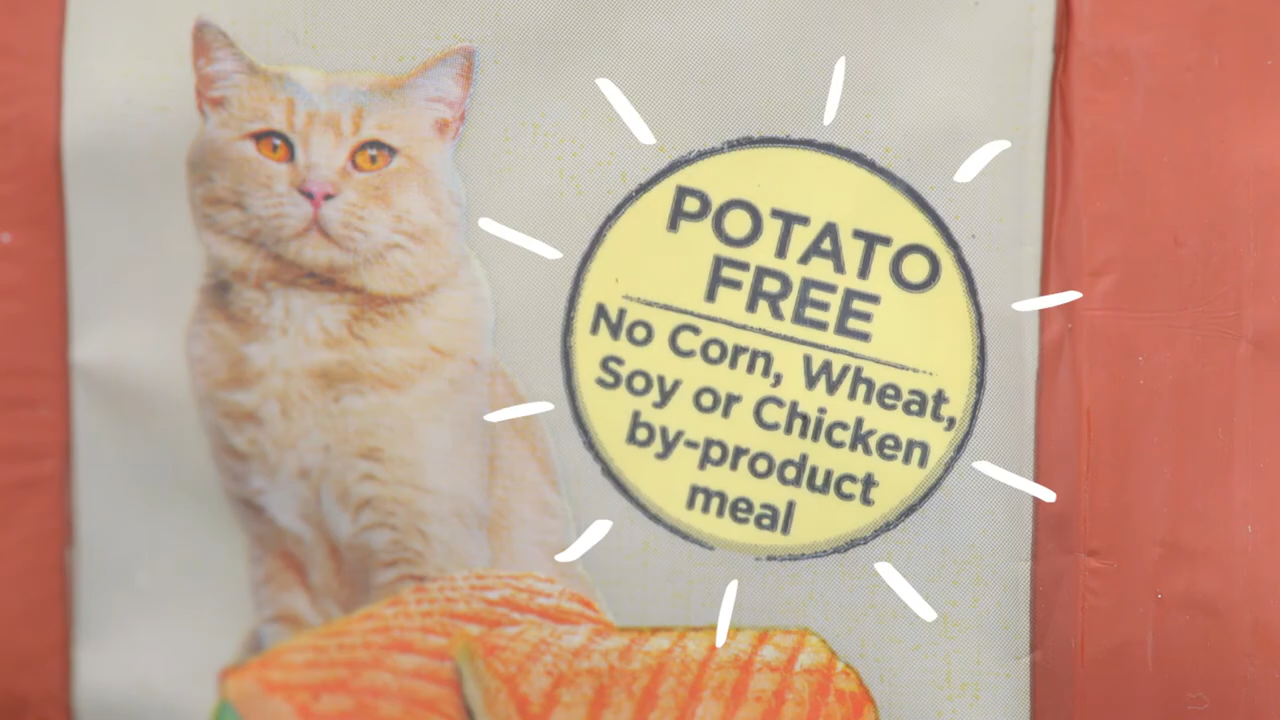 POTATO
FREE
No Corn, Wheat,
Soy or Chicken
by-product
meal